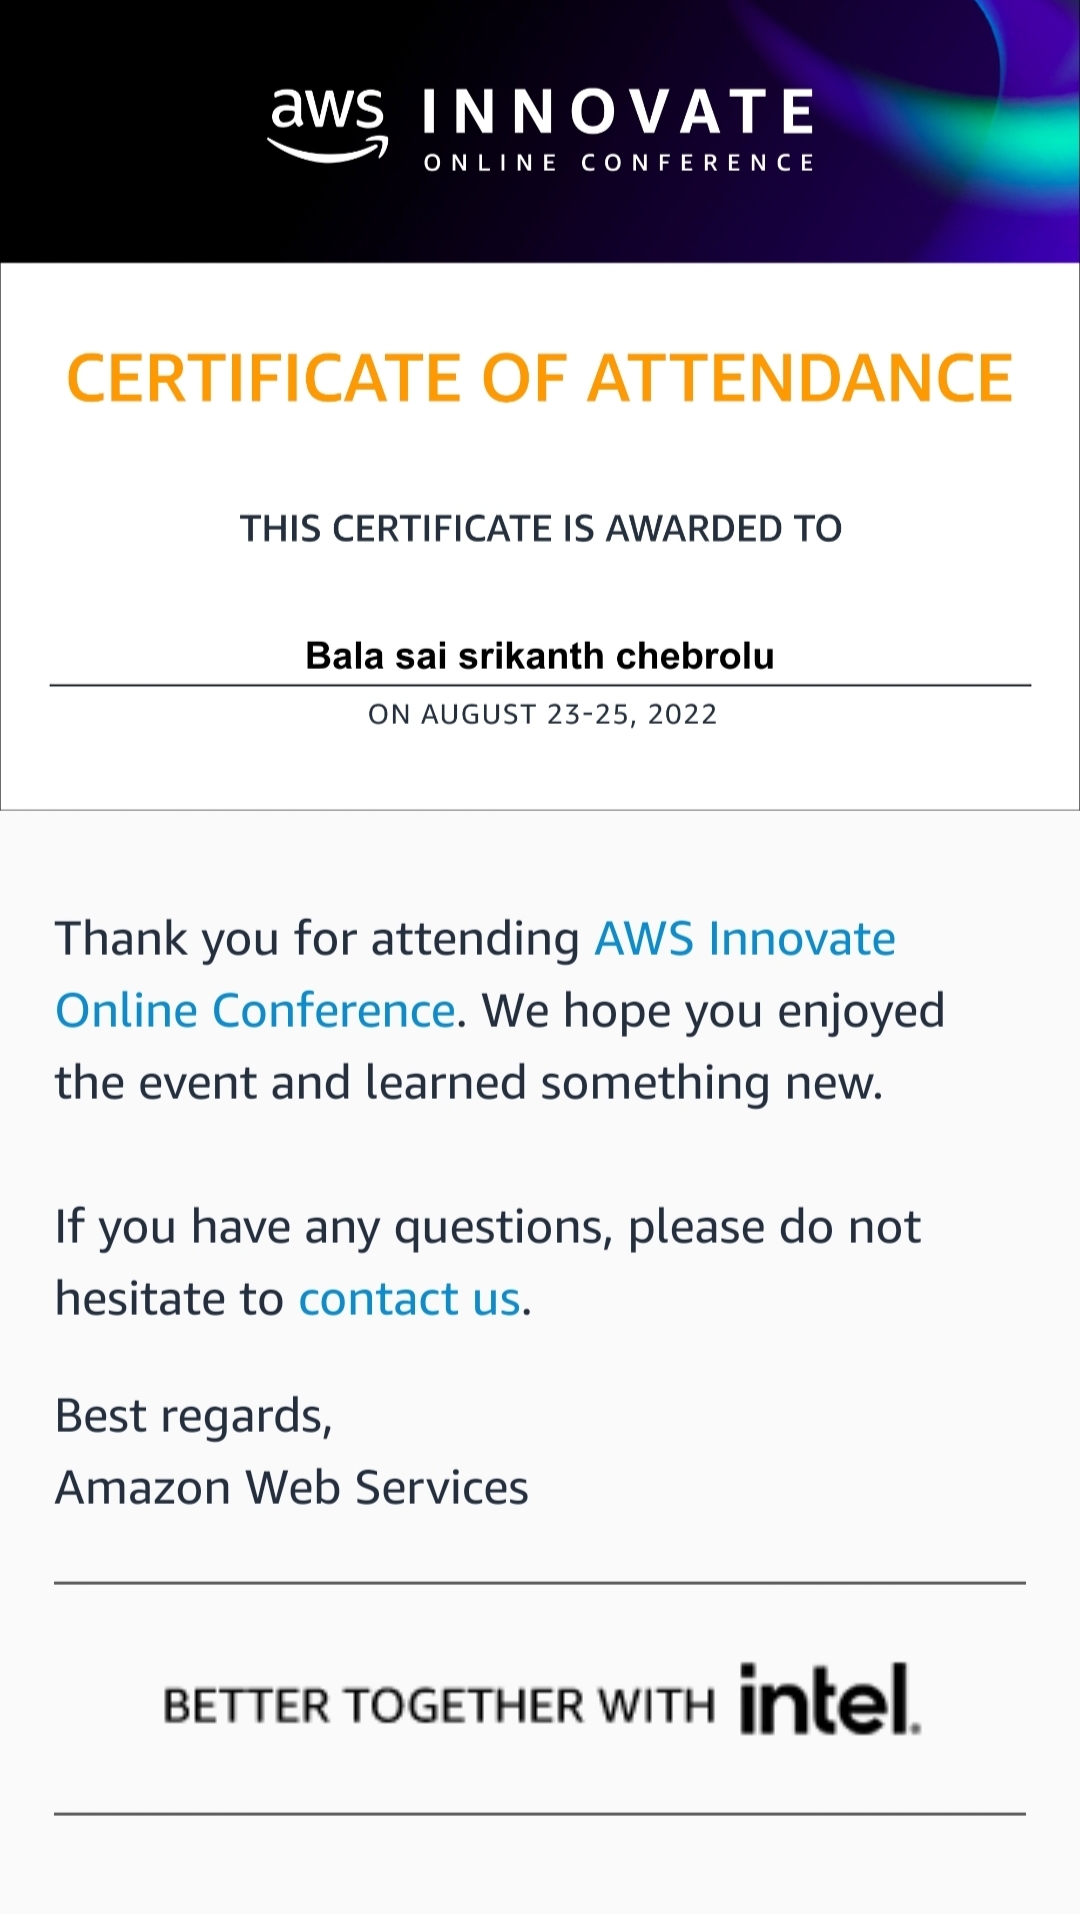 aws INNOVATE
ONLINE CONFERENCE
CERTIFICATE OF ATTENDANCE
THIS CERTIFICATE IS AWARDED TO
Bala sai srikanth chebrolu
ON AUGUST 23-25, 2022
Thank you for attending AWS Innovate
Online Conference. We hope you enjoyed
the event and learned something new.
If you have any questions, please do not
hesitate to contact us.
Best regards,
Amazon Web Services
BETTER TOGETHER WITH intel.